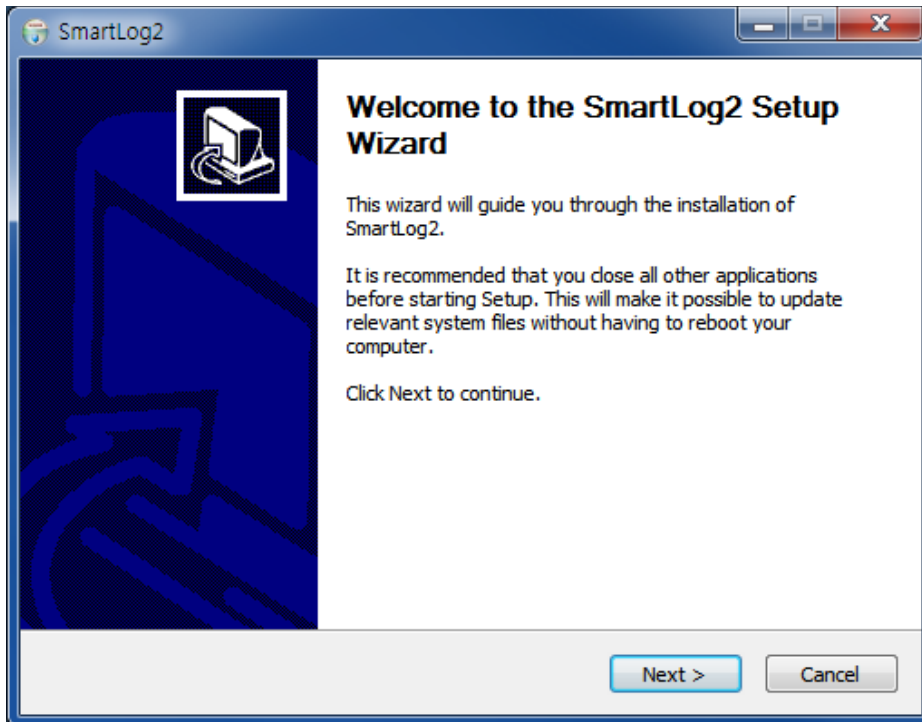 SmartLog2
Welcome to the SmartLog2 Setup
Wizard
This wizard will guide you through the installation of
SmartLog2.
It is recommended that you close all other applications
before starting Setup. This will make it possible to update
relevant system files without having to reboot your
computer.
Click Next to continue.
Next >
Cancel